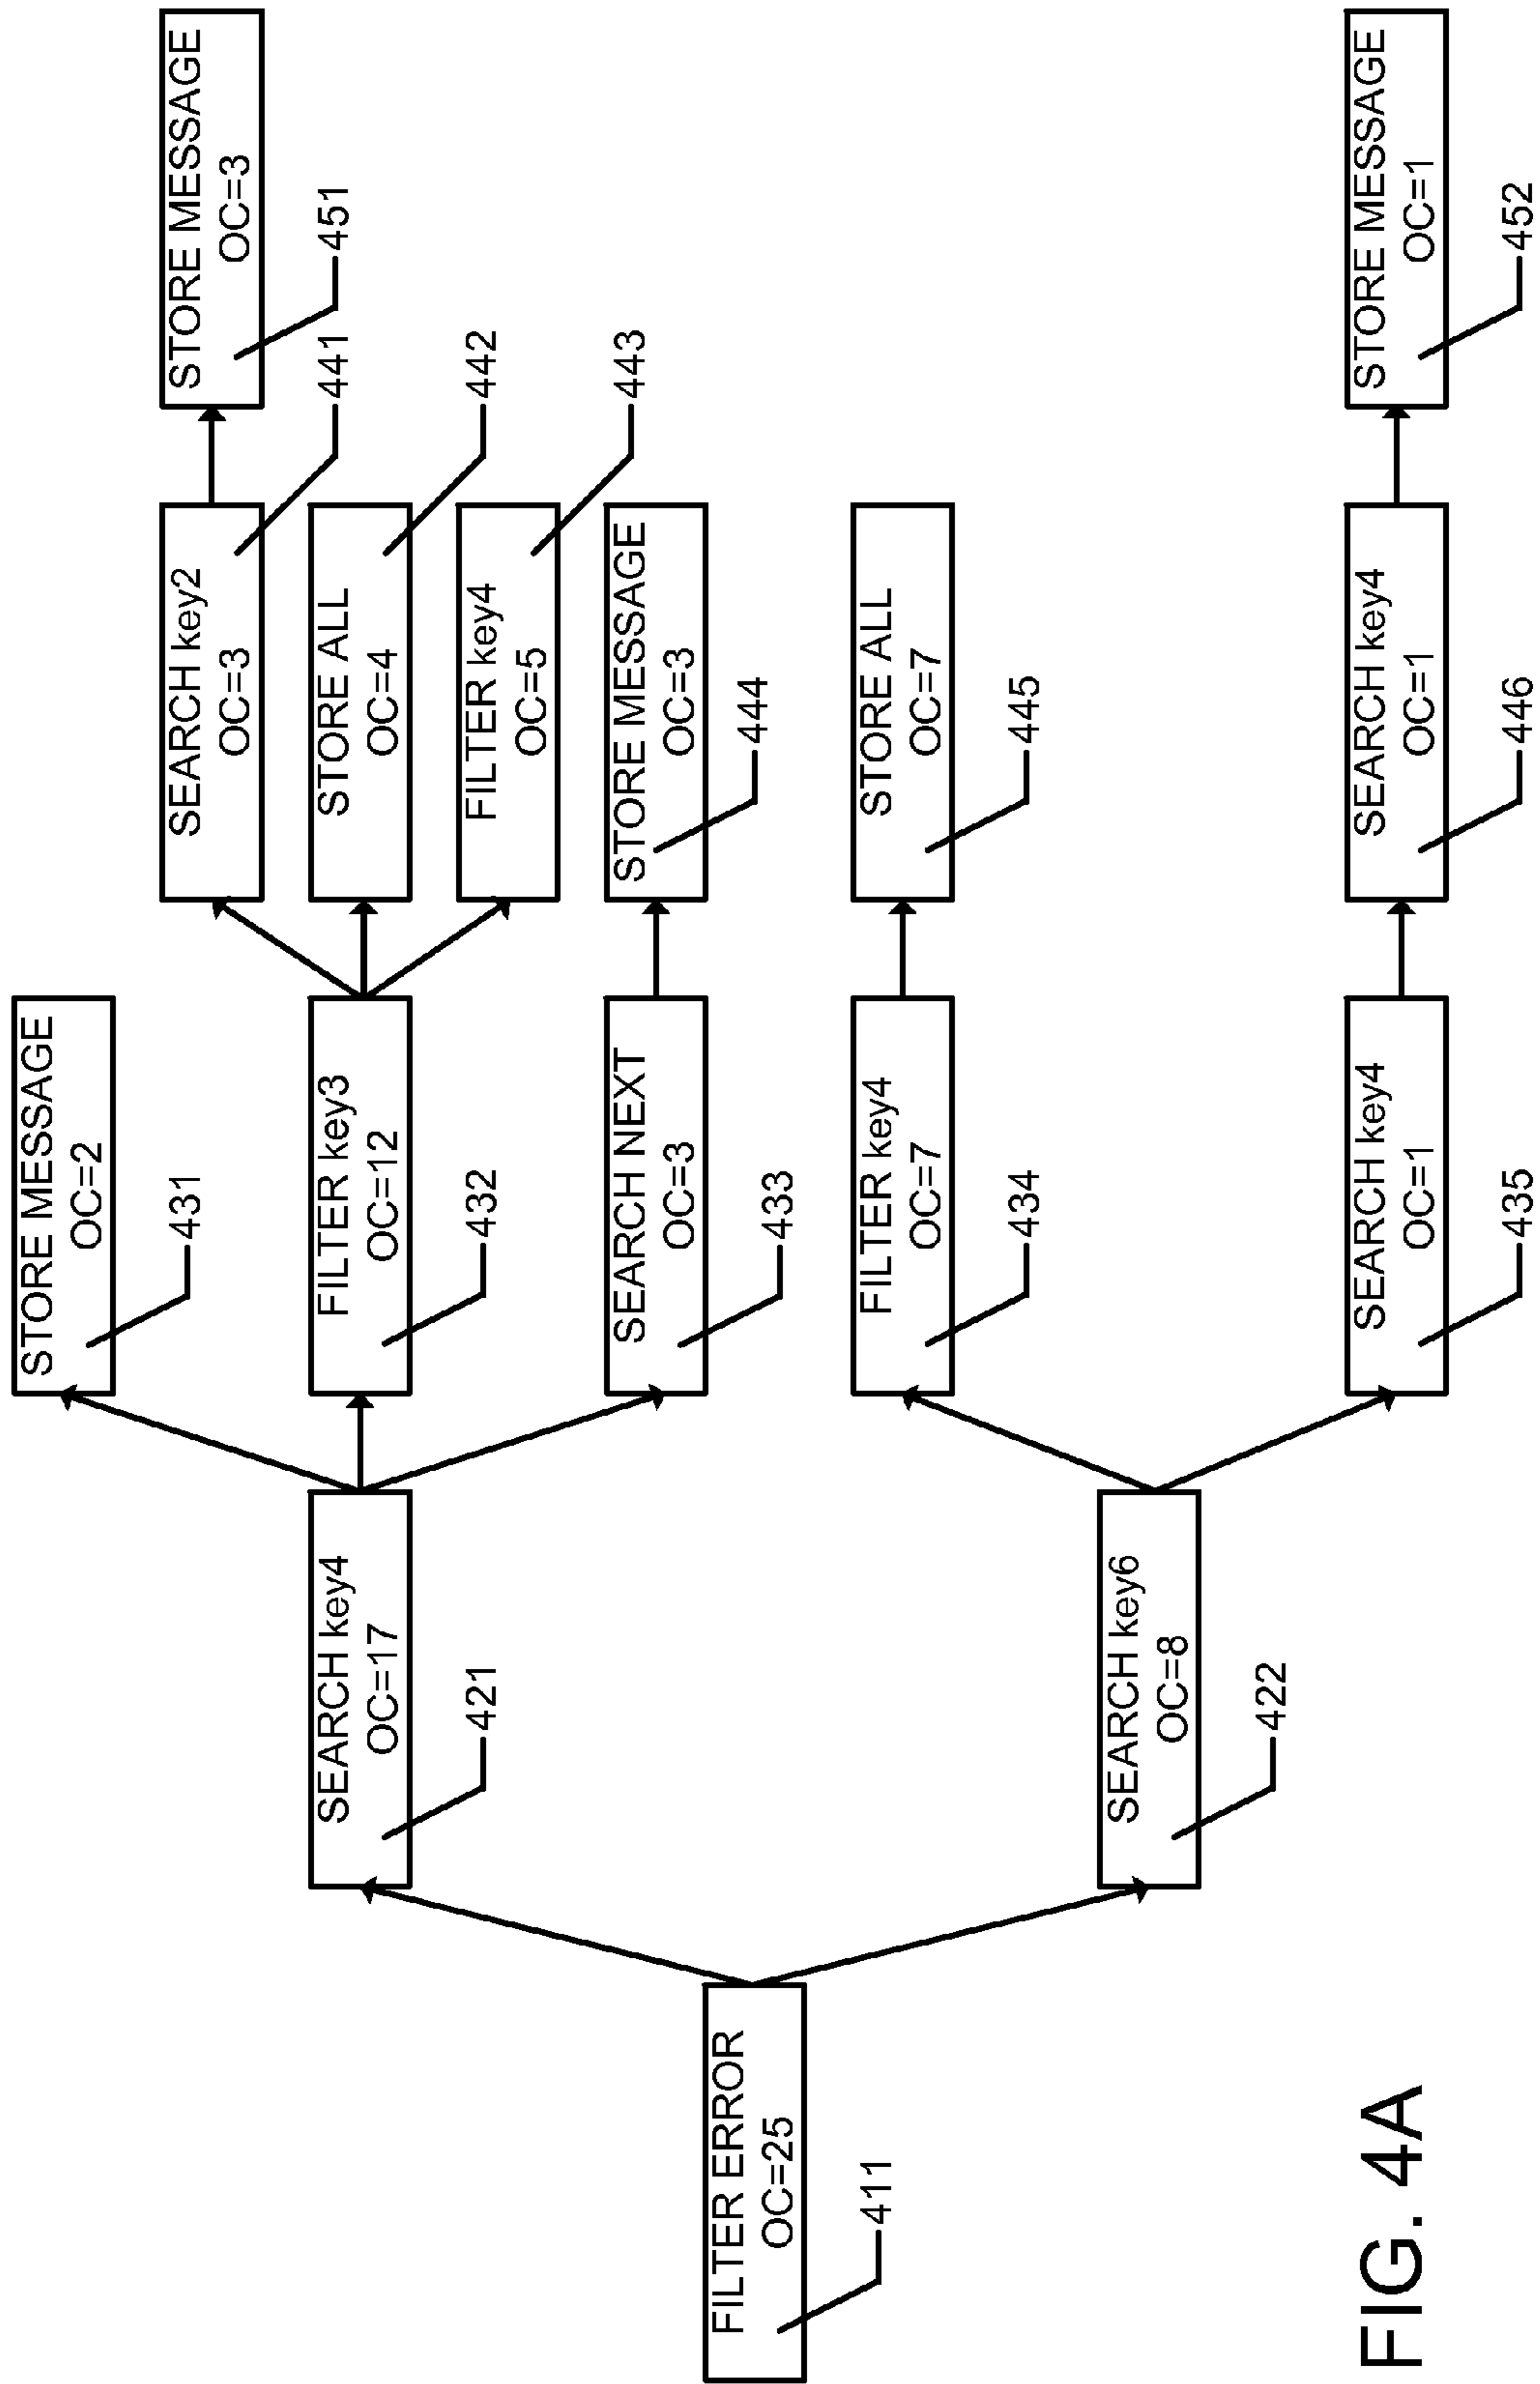 STORE MESSAGE
OC=2
431
SEARCH key2
OC=3
441
STORE MESSAGE
OC=3
451
SEARCH key4
OC=17
421
FILTER key3
OC=12
432
STORE ALL
OC=4
442
FILTER key4
OC=5
443
SEARCH NEXT
OC=3
433
STORE MESSAGE
OC=3
444
FILTER ERROR
OC=25
411
FILTER key4
OC=7
434
STORE ALL
OC=7
445
SEARCH key6
OC=8
422
SEARCH key4
OC=1
435
SEARCH key4
OC=1
446
STORE MESSAGE
OC=1
452
FIG. 4A